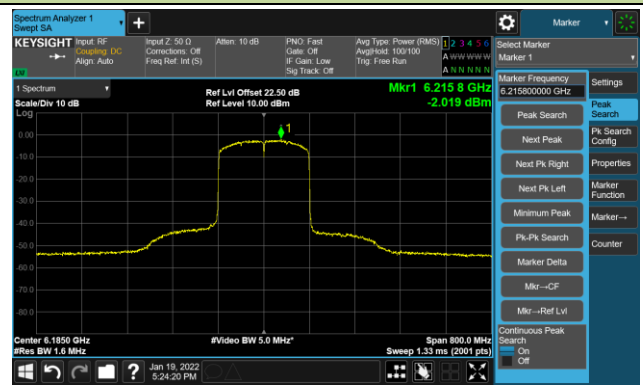 Spectrum Analyzer 1
Swept SA
Marker
KEYSIGHT
Input: RF
Coupling: DC
Align: Auto
Input Z: 50 Ω
Corrections: Off
Freq Ref: Int (S)
Atten: 10 dB
PNO: Fast
Gate: Off
IF Gain: Low
Sig Track: Off
Avg Type: Power (RMS)
Avg|Hold: 100/100
Trig: Free Run
1 2 3 4 5 6
A W W W W W
A N N N N N
LU
Select Marker
Marker 1
1 Spectrum
Scale/Div 10 dB
Log
Ref Lvl Offset 22.50 dB
Ref Level 10.00 dBm
Mkr1 6.215 8 GHz
-2.019 dBm
1
0.00
-10.0
-20.0
-30.0
-40.0
-50.0
-60.0
-70.0
-80.0
Center 6.1850 GHz
#Res BW 1.6 MHz
#Video BW 5.0 MHz*
Span 800.0 MHz
Sweep 1.33 ms (2001 pts)
Marker Frequency
6.215800000 GHz
Peak Search
Next Peak
Next Pk Right
Next Pk Left
Minimum Peak
Pk-Pk Search
Marker Delta
Mkr→CF
Mkr→Ref Lvl
Continuous Peak
Search
On
Off
Settings
Peak
Search
Pk Search
Config
Properties
Marker
Function
Marker→
Counter
?
Jan 19, 2022
5:24:20 PM